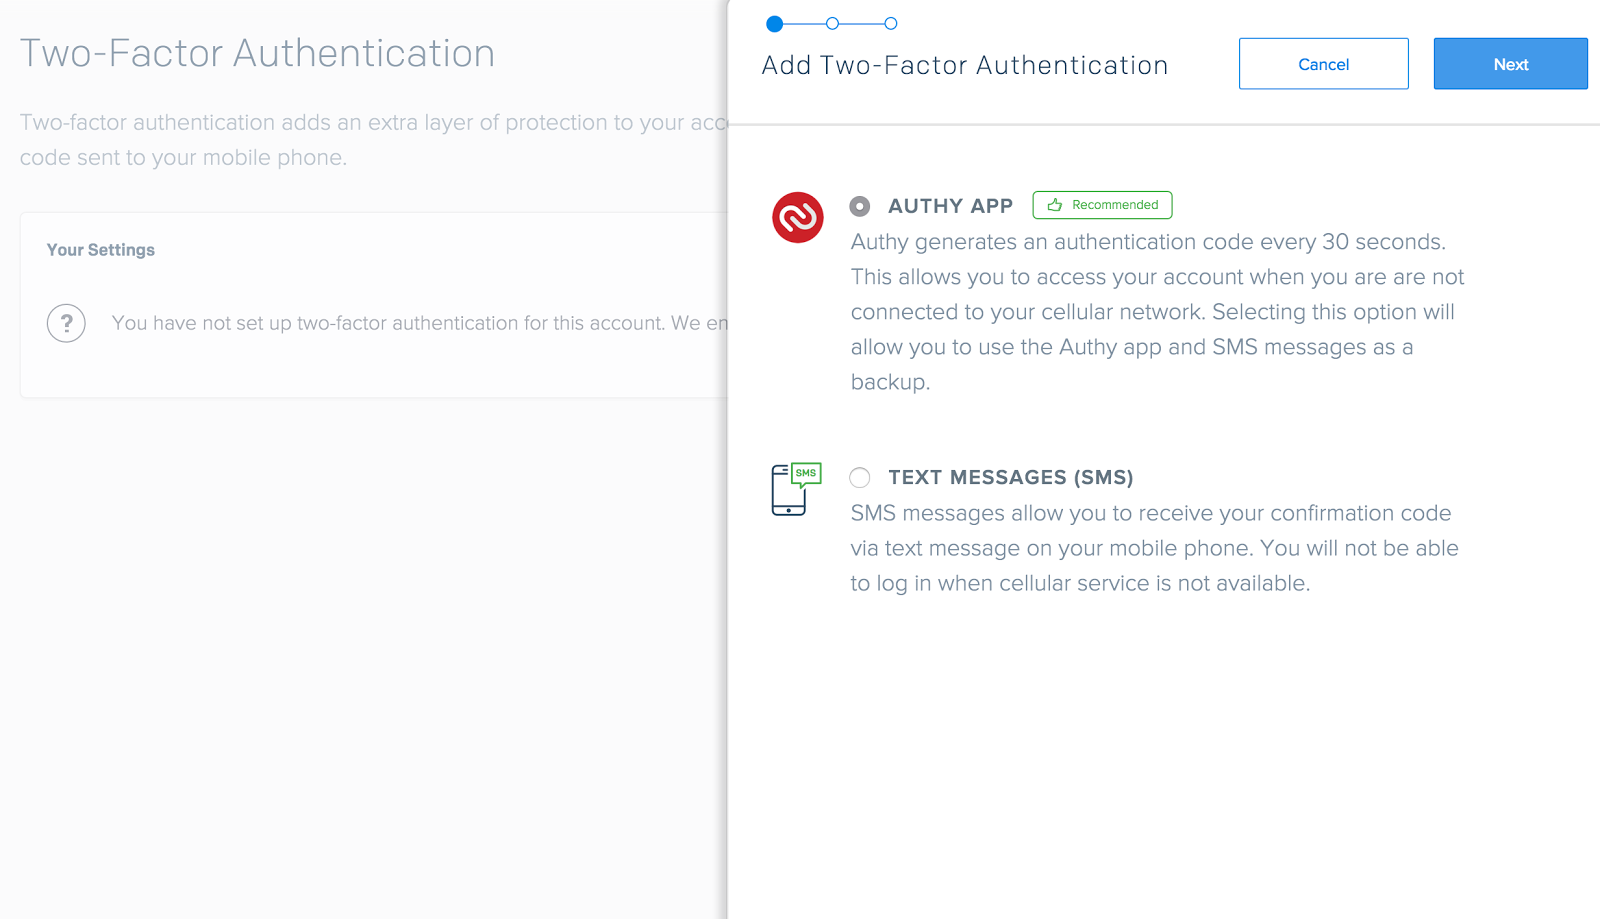 Two-Factor Authentication
Two-factor authentication adds an extra layer of protection to your acc
code sent to your mobile phone.
Your Settings
?
You have not set up two-factor authentication for this account. We en
Add Two-Factor Authentication
Cancel
Next
AUTHY APP
Recommended
Authy generates an authentication code every 30 seconds.
This allows you to access your account when you are are not
connected to your cellular network. Selecting this option will
allow you to use the Authy app and SMS messages as a
backup.
SMS
TEXT MESSAGES (SMS)
SMS messages allow you to receive your confirmation code
via text message on your mobile phone. You will not be able
to log in when cellular service is not available.